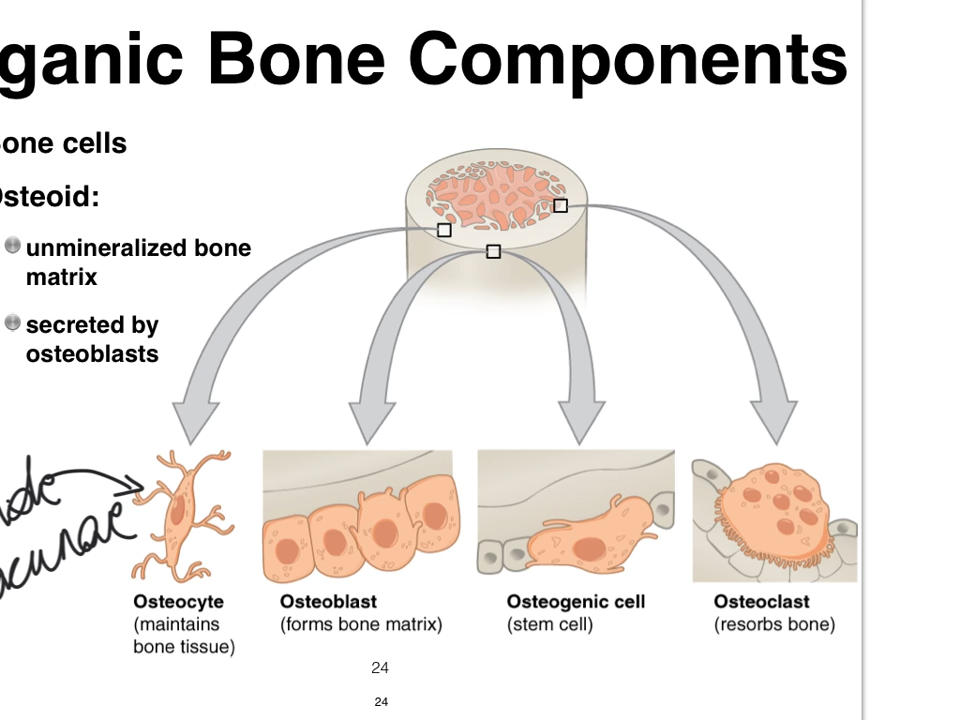 ganic Bone Components
one cells
steoid:
unmineralized bone
matrix
secreted by
osteoblasts
Osteocyte
(maintains
bone tissue)
Osteoblast
(forms bone matrix)
Osteogenic cell
(stem cell)
Osteoclast
(resorbs bone)
24
24